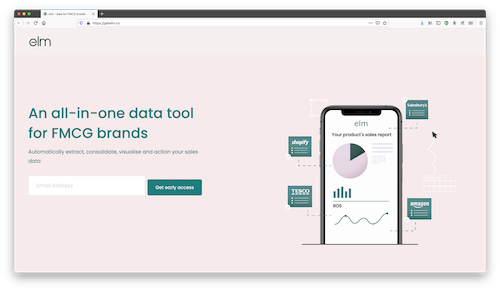 elm - data for FMCG brands
https://getelm.co
elm
An all-in-one data tool
for FMCG brands
Automatically extract, consolidate, visualise and action your sales
data
Email Address
Get early access
elm
Your product's sales report
ROS
Sainsbury's
shopify
TESCO
amazon